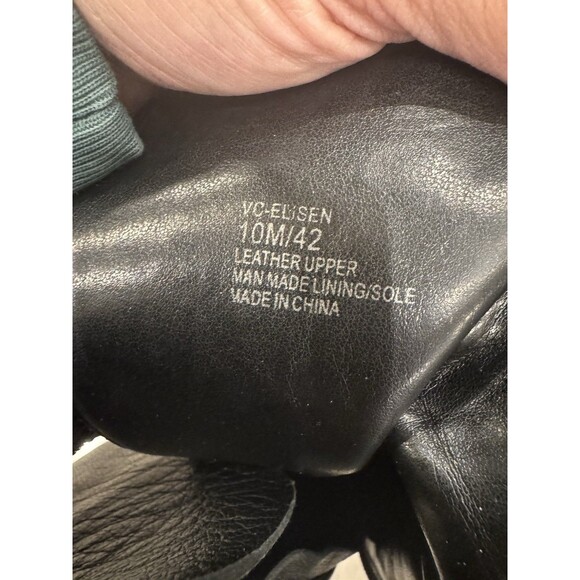 VC-ELISEN
10M/42
LEATHER UPPER
MAN MADE LINING/SOLE
MADE IN CHINA